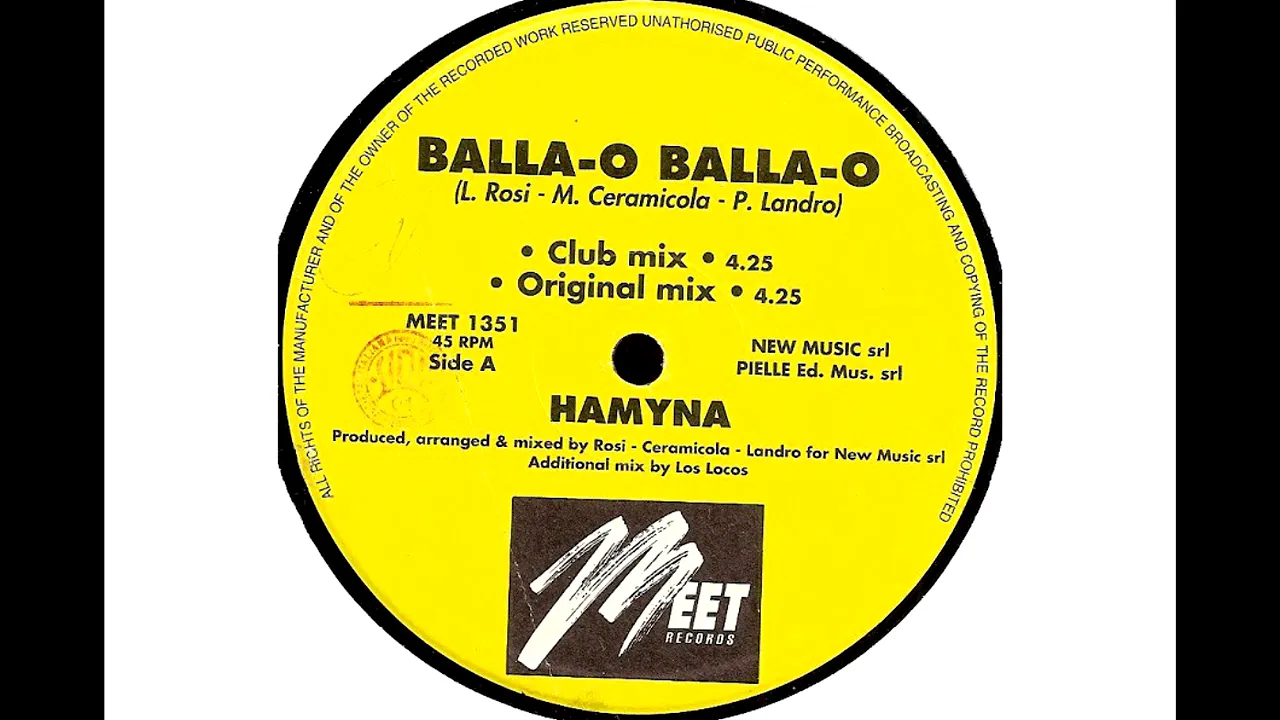 ALL RIGHTS OF THE MANUFACTURER AND OF THE OWNER OF THE RECORDED WORK RESERVED UNATHORISED PUBLIC PERFORMANCE BROADCASTING AND COPYING OF THE RECORD PROHIBITED
BALLA-O BALLA-O
(L. Rosi - M. Ceramicola - P. Landro)
• Club mix • 4.25
• Original mix • 4.25
MEET 1351
45 RPM
Side A
NEW MUSIC srl
PIELLE Ed. Mus. srl
HAMYNA
Produced, arranged & mixed by Rosi - Ceramicola - Landro for New Music srl
Additional mix by Los Locos
MEET
RECORDS